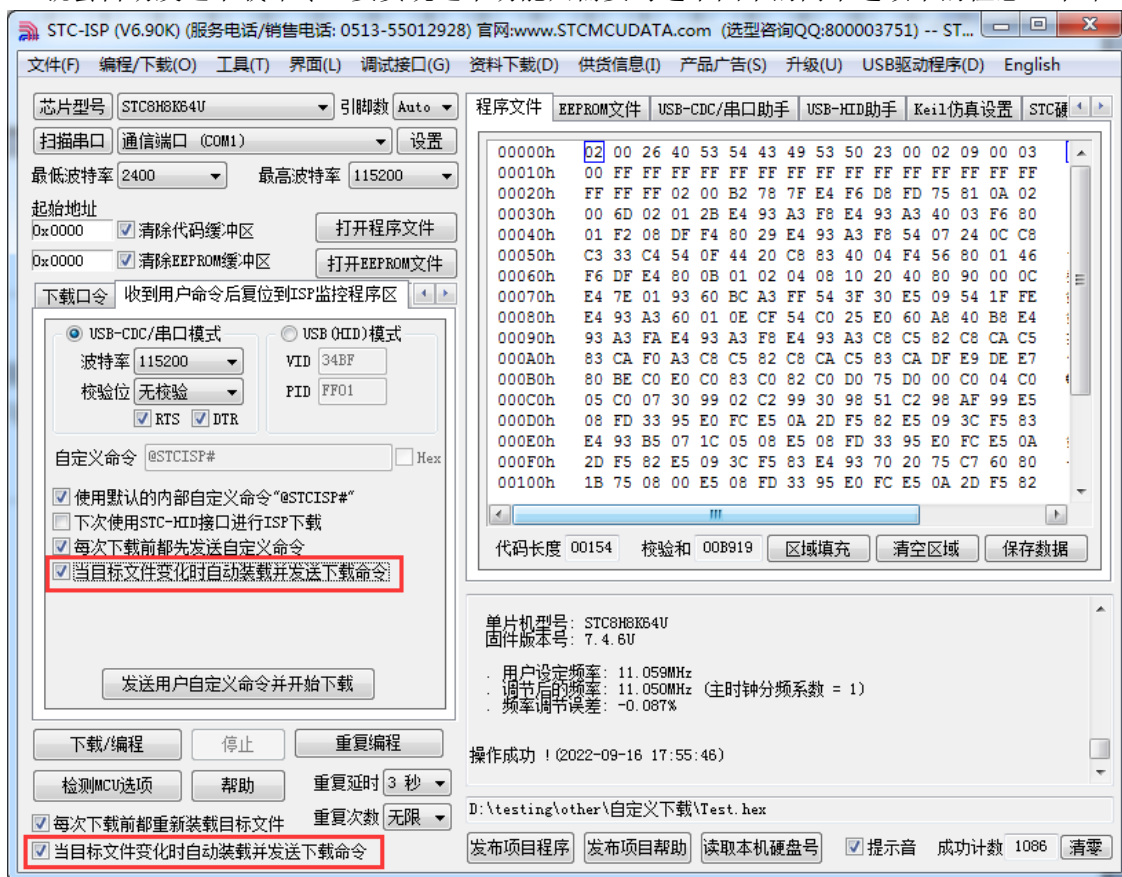 STC-ISP (V6.90K) (服务电话/销售电话: 0513-55012928) 官网:www.STCMCUDATA.com (选型咨询QQ:800003751) -- ST...
文件(F) 编程/下载(O) 工具(T) 界面(L) 调试接口(G) 资料下载(D) 供货信息(I) 产品广告(S) 升级(U) USB驱动程序(D) English
芯片型号 STC8H8K64U 引脚数 Auto
扫描串口 通信端口 (COM1) 设置
最低波特率 2400 最高波特率 115200
起始地址
0x0000 清除代码缓冲区 打开程序文件
0x0000 清除EEPROM缓冲区 打开EEPROM文件
下载口令 收到用户命令后复位到ISP监控程序区
USB-CDC/串口模式 USB(HID)模式
波特率 115200 VID 34BF
校验位 无校验 PID FF01
RTS DTR
自定义命令 @STCISP# Hex
使用默认的内部自定义命令“@STCISP#”
下次使用STC-HID接口进行ISP下载
每次下载前都先发送自定义命令
当目标文件变化时自动装载并发送下载命令
发送用户自定义命令并开始下载
下载/编程 停止 重复编程
检测MCU选项 帮助 重复延时 3 秒
每次下载前都重新装载目标文件 重复次数 无限
当目标文件变化时自动装载并发送下载命令
程序文件 EEPROM文件 USB-CDC/串口助手 USB-HID助手 Keil仿真设置 STC硬
00000h 02 00 26 40 53 54 43 49 53 50 23 00 02 09 00 03
00010h 00 FF FF FF FF FF FF FF FF FF FF FF FF FF FF FF
00020h FF FF FF 02 00 B2 78 7F E4 F6 D8 FD 75 81 0A 02
00030h 00 6D 02 01 2B E4 93 A3 F8 E4 93 A3 40 03 F6 80
00040h 01 F2 08 DF F4 80 29 E4 93 A3 F8 54 07 24 0C C8
00050h C3 33 C4 54 0F 44 20 C8 83 40 04 F4 56 80 01 46
00060h F6 DF E4 80 0B 01 02 04 08 10 20 40 80 90 00 0C
00070h E4 7E 01 93 60 BC A3 FF 54 3F 30 E5 09 54 1F FE
00080h E4 93 A3 60 01 0E CF 54 C0 25 E0 60 A8 40 B8 E4
00090h 93 A3 FA E4 93 A3 F8 E4 93 A3 C8 C5 82 C8 CA C5
000A0h 83 CA F0 A3 C8 C5 82 C8 CA C5 83 CA DF E9 DE E7
000B0h 80 BE C0 E0 C0 83 C0 82 C0 D0 75 D0 00 C0 04 C0
000C0h 05 C0 07 30 99 02 C2 99 30 98 51 C2 98 AF 99 E5
000D0h 08 FD 33 95 E0 FC E5 0A 2D F5 82 E5 09 3C F5 83
000E0h E4 93 B5 07 1C 05 08 E5 08 FD 33 95 E0 FC E5 0A
000F0h 2D F5 82 E5 09 3C F5 83 E4 93 70 20 75 C7 60 80
00100h 1B 75 08 00 E5 08 FD 33 95 E0 FC E5 0A 2D F5 82
代码长度 00154 校验和 00B919 区域填充 清空区域 保存数据
单片机型号: STC8H8K64U
固件版本号: 7.4.6U
. 用户设定频率: 11.059MHz
. 调节后的频率: 11.050MHz (主时钟分频系数 = 1)
. 频率调节误差: -0.087%
操作成功 !(2022-09-16 17:55:46)
D:\testing\other\自定义下载\Test.hex
发布项目程序 发布项目帮助 读取本机硬盘号 提示音 成功计数 1086 清零